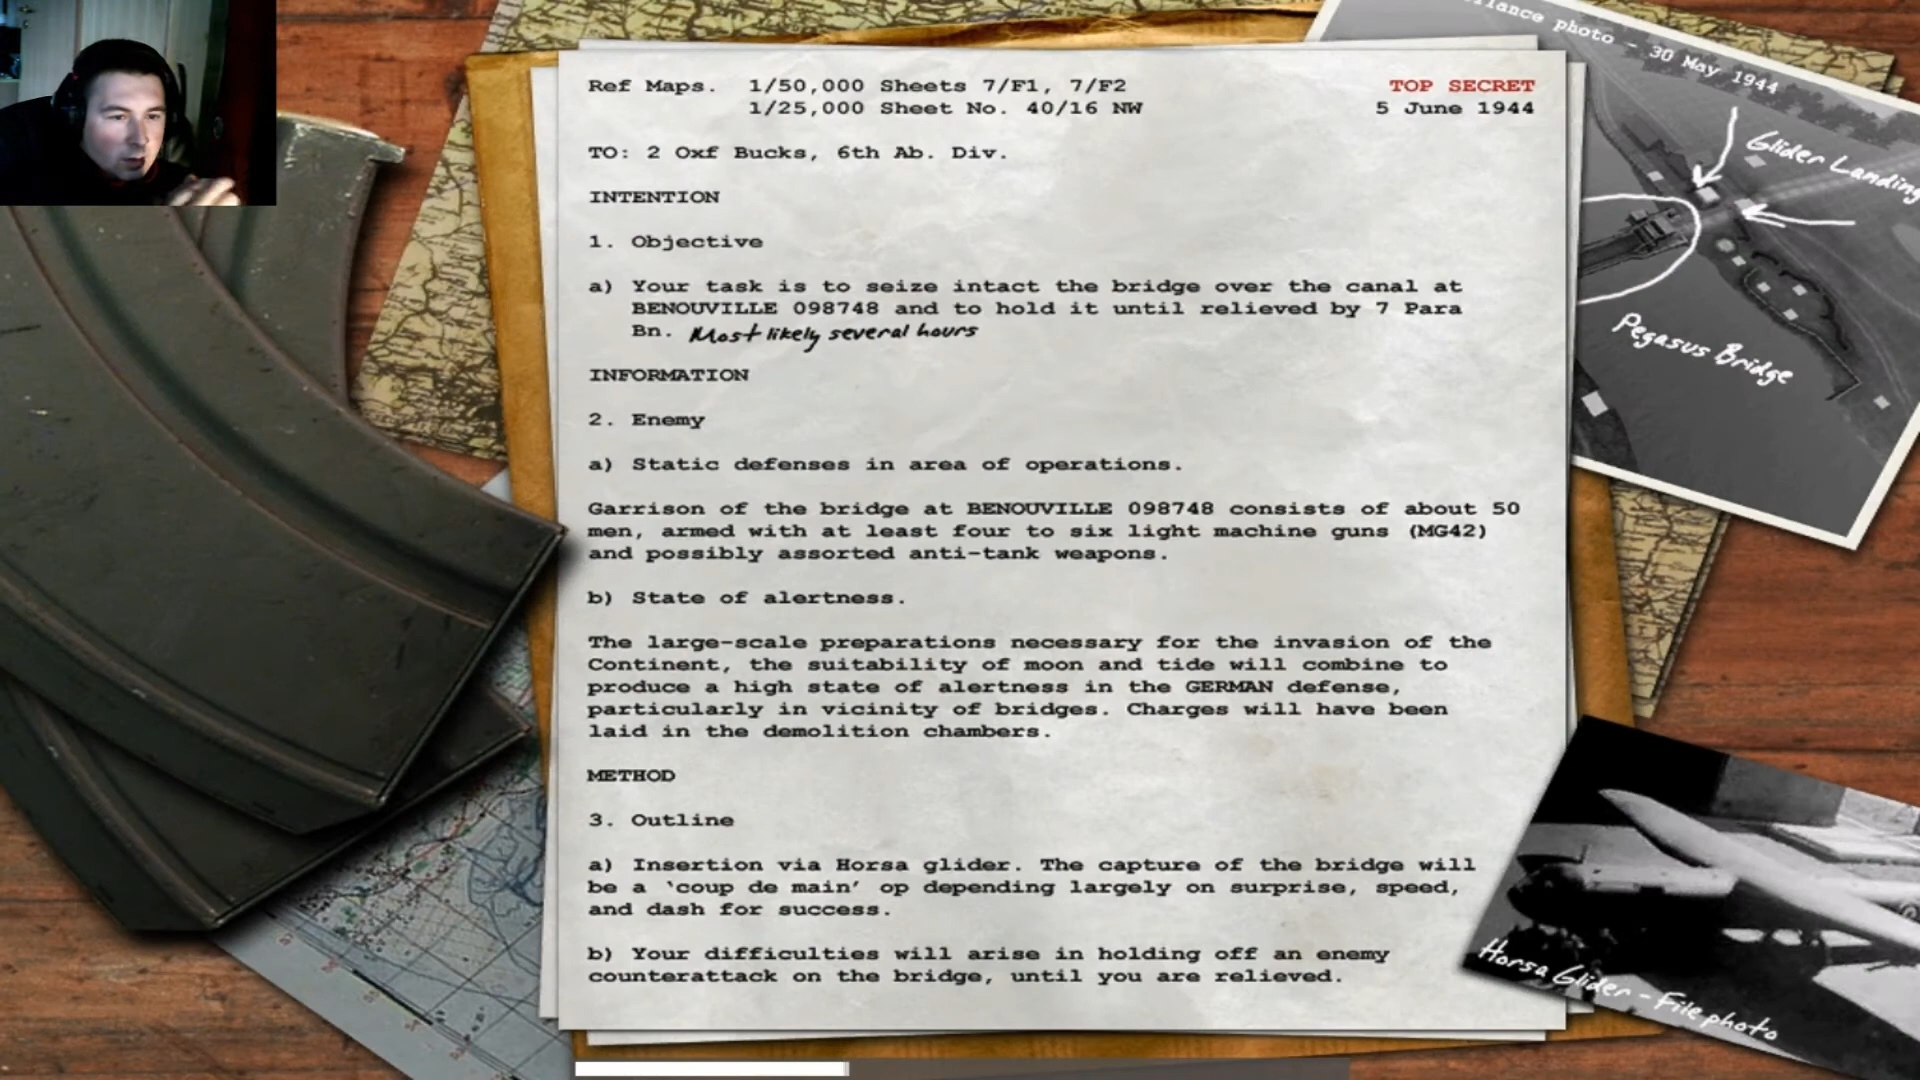 Ref Maps. 1/50,000 Sheets 7/F1, 7/F2
TOP SECRET
1/25,000 Sheet No. 40/16 NW
5 June 1944
TO: 2 Oxf Bucks, 6th Ab. Div.
INTENTION
1. Objective
a) Your task is to seize intact the bridge over the canal at
BENOUVILLE 098748 and to hold it until relieved by 7 Para
Bn. Most likely several hours
INFORMATION
2. Enemy
a) Static defenses in area of operations.
Garrison of the bridge at BENOUVILLE 098748 consists of about 50
men, armed with at least four to six light machine guns (MG42)
and possibly assorted anti-tank weapons.
b) State of alertness.
The large-scale preparations necessary for the invasion of the
Continent, the suitability of moon and tide will combine to
produce a high state of alertness in the GERMAN defense,
particularly in vicinity of bridges. Charges will have been
laid in the demolition chambers.
METHOD
3. Outline
a) Insertion via Horsa glider. The capture of the bridge will
be a ‛coup de main’ op depending largely on surprise, speed,
and dash for success.
b) Your difficulties will arise in holding off an enemy
counterattack on the bridge, until you are relieved.
photo - 30 May 1944
Glider Landing
Pegasus Bridge
Horsa Glider - File photo